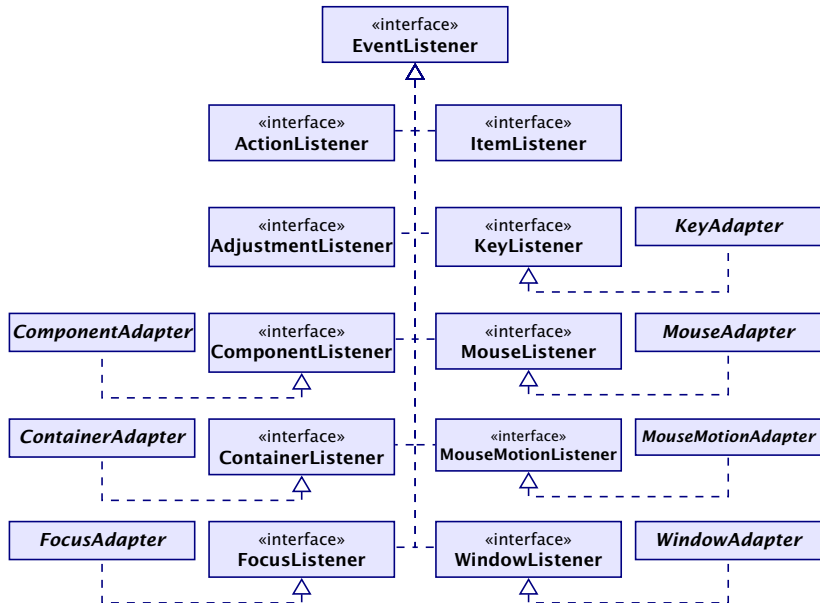 «interface»
EventListener
«interface»
ActionListener
«interface»
ItemListener
«interface»
AdjustmentListener
«interface»
KeyListener
KeyAdapter
ComponentAdapter
«interface»
ComponentListener
«interface»
MouseListener
MouseAdapter
ContainerAdapter
«interface»
ContainerListener
«interface»
MouseMotionListener
MouseMotionAdapter
FocusAdapter
«interface»
FocusListener
«interface»
WindowListener
WindowAdapter